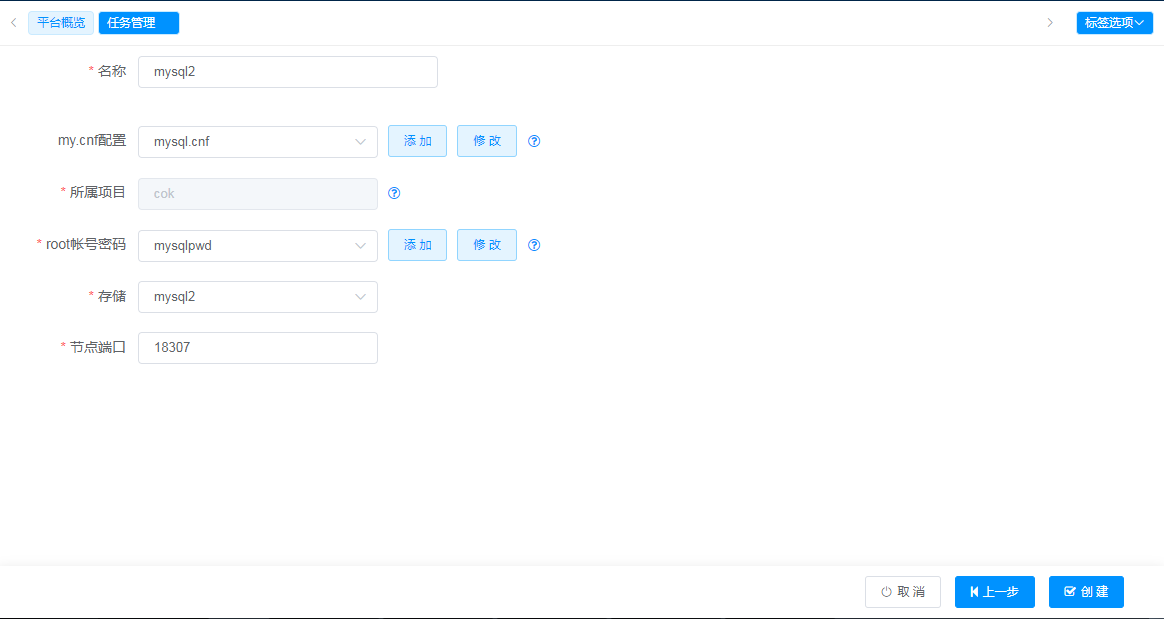 平台概览 任务管理 标签选项
* 名称 mysql2
my.cnf配置 mysql.cnf 添 加 修 改
* 所属项目 cok
* root帐号密码 mysqlpwd 添 加 修 改
* 存储 mysql2
* 节点端口 18307
取 消 上一步 创 建